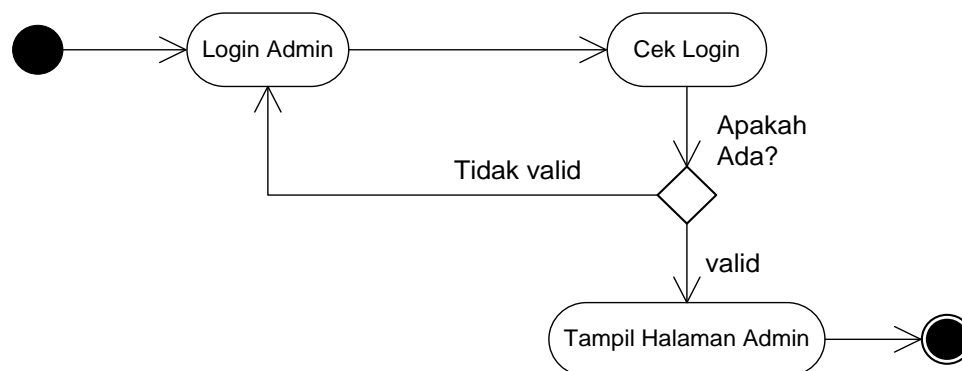 Login Admin
Cek Login
Apakah
Ada?
Tidak valid
valid
Tampil Halaman Admin